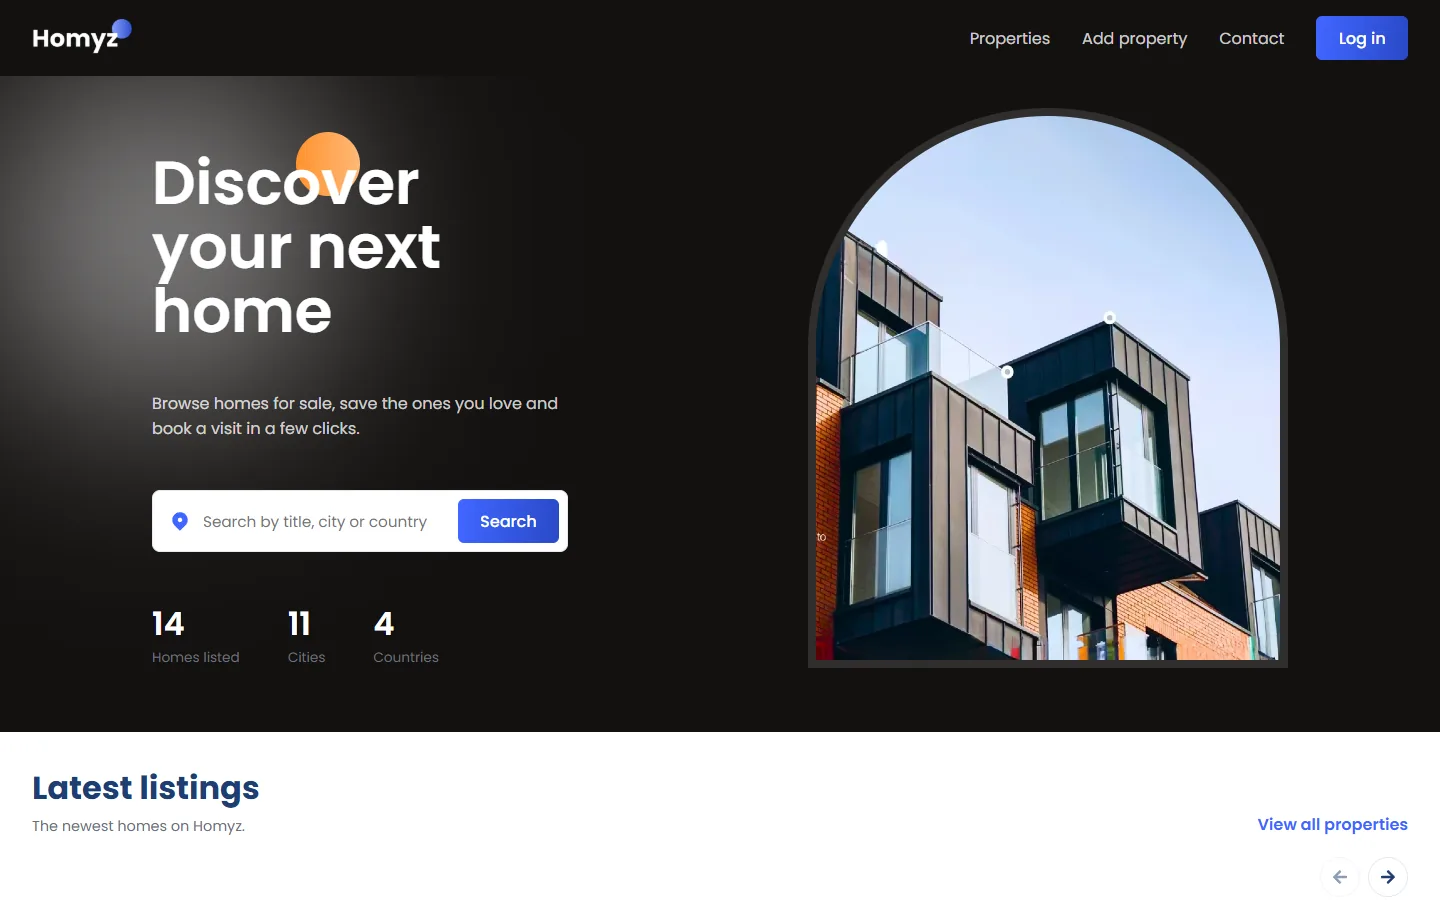 Homyz
Properties
Add property
Contact
Log in
Discover
your next
home
Browse homes for sale, save the ones you love and
book a visit in a few clicks.
Search by title, city or country
Search
14
Homes listed
11
Cities
4
Countries
to
Latest listings
The newest homes on Homyz.
View all properties